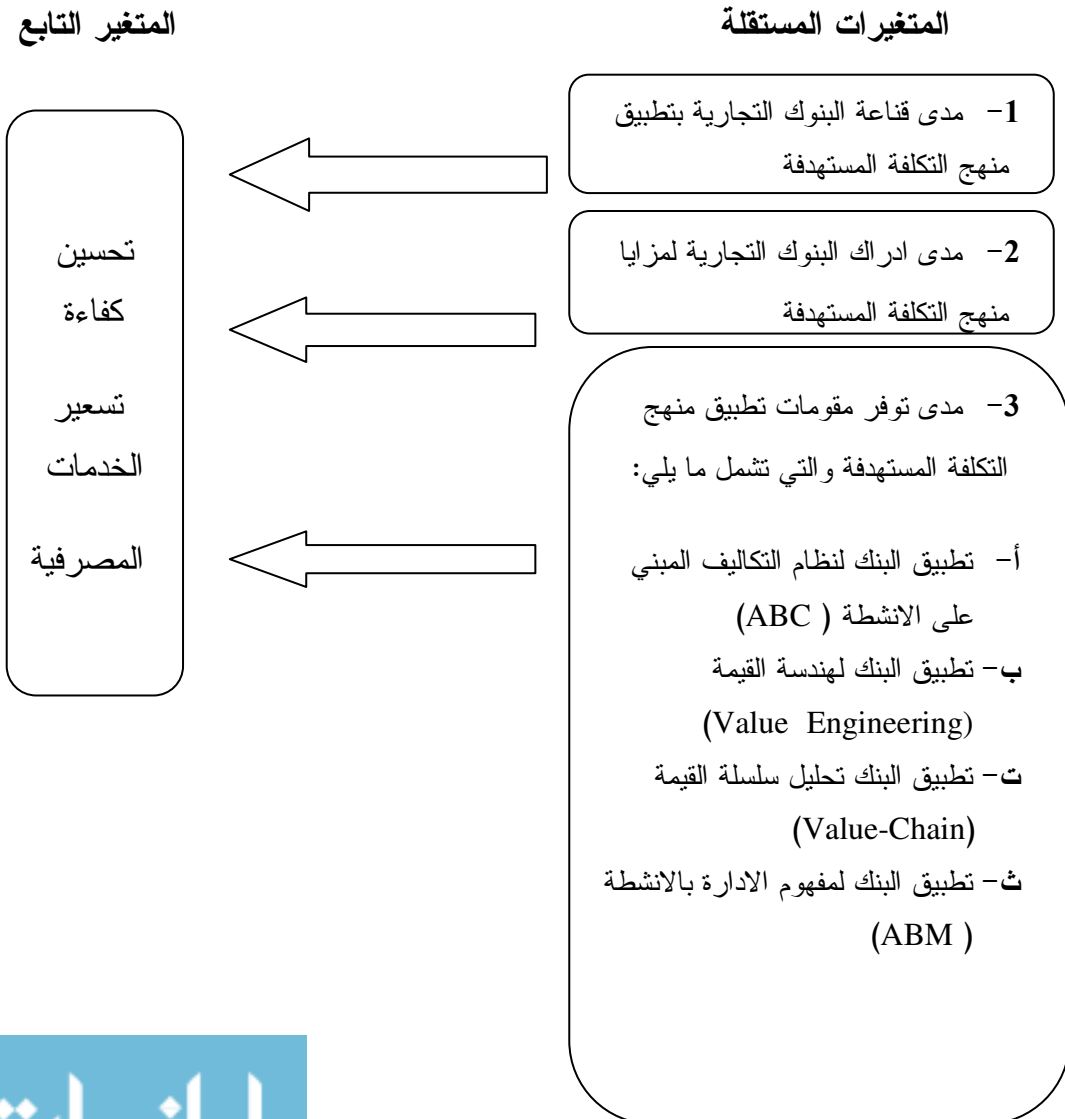 المتغيرات المستقلة
المتغير التابع
1- مدى قناعة البنوك التجارية بتطبيق
منهج التكلفة المستهدفة
2- مدى ادراك البنوك التجارية لمزايا
منهج التكلفة المستهدفة
3- مدى توفر مقومات تطبيق منهج
التكلفة المستهدفة والتي تشمل ما يلي:
أ- تطبيق البنك لنظام التكاليف المبني
على الانشطة ( ABC)
ب- تطبيق البنك لهندسة القيمة
(Value Engineering)
ت- تطبيق البنك تحليل سلسلة القيمة
(Value-Chain)
ث- تطبيق البنك لمفهوم الادارة بالانشطة
( ABM)
تحسين
كفاءة
تسعير
الخدمات
المصرفية